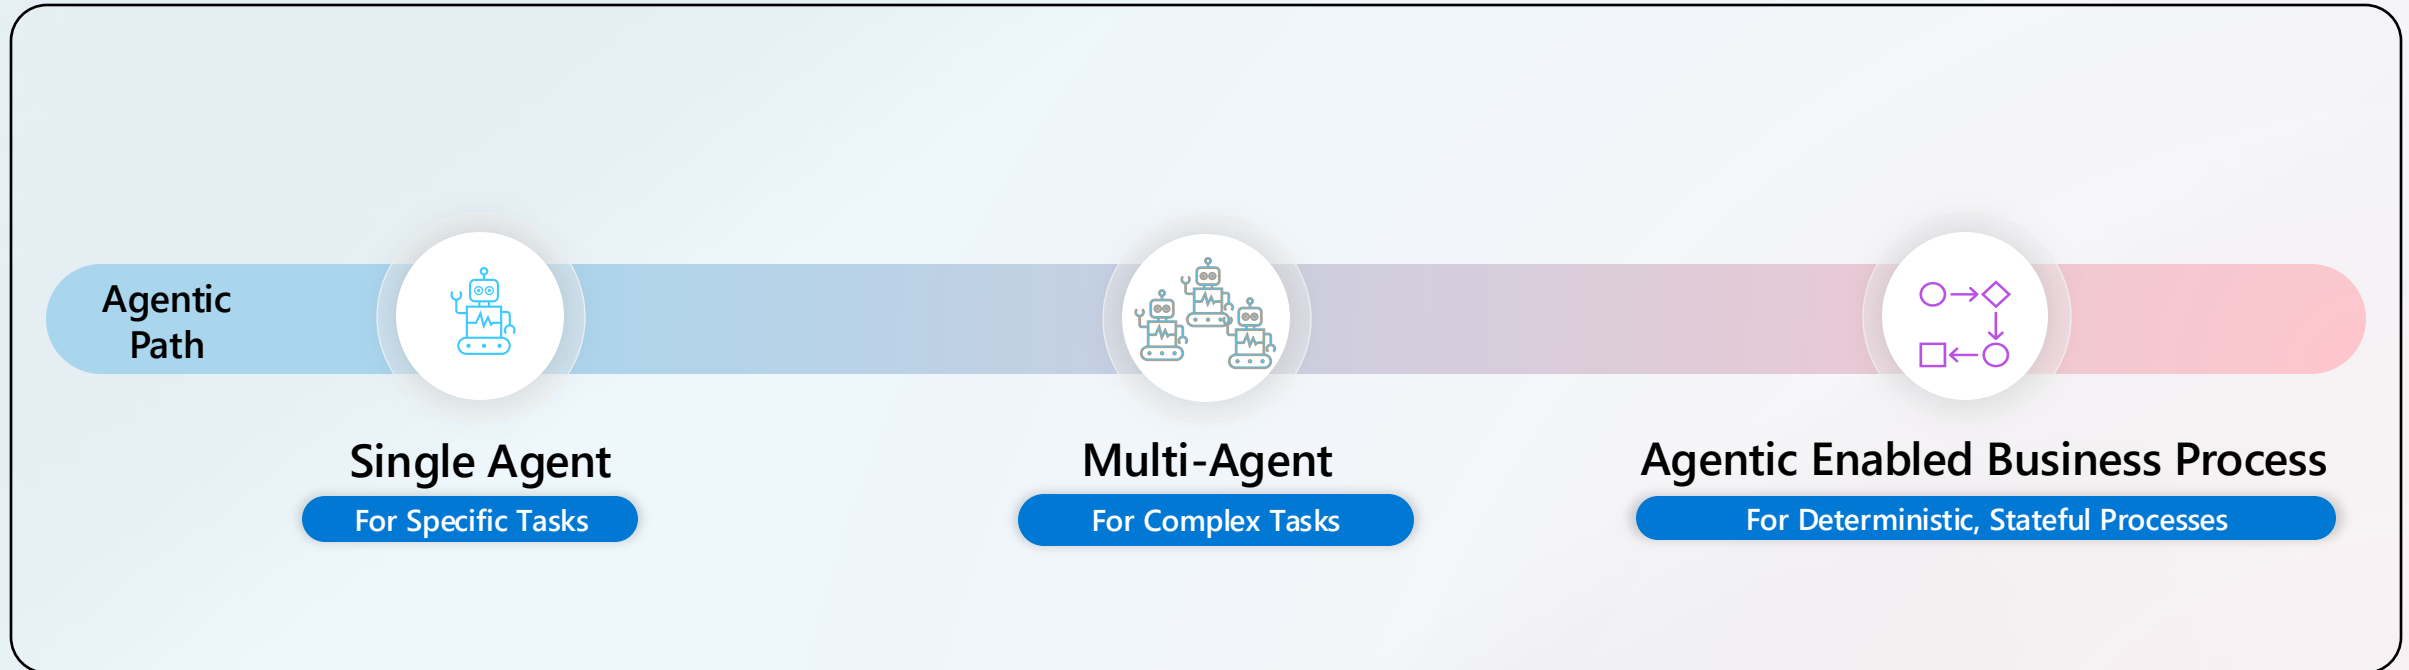 Agentic
Path
Single Agent
For Specific Tasks
Multi-Agent
For Complex Tasks
Agentic Enabled Business Process
For Deterministic, Stateful Processes